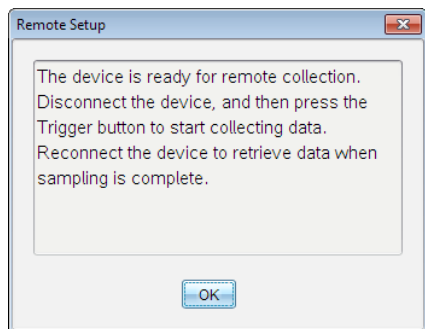 Remote Setup
The device is ready for remote collection.
Disconnect the device, and then press the
Trigger button to start collecting data.
Reconnect the device to retrieve data when
sampling is complete.
OK